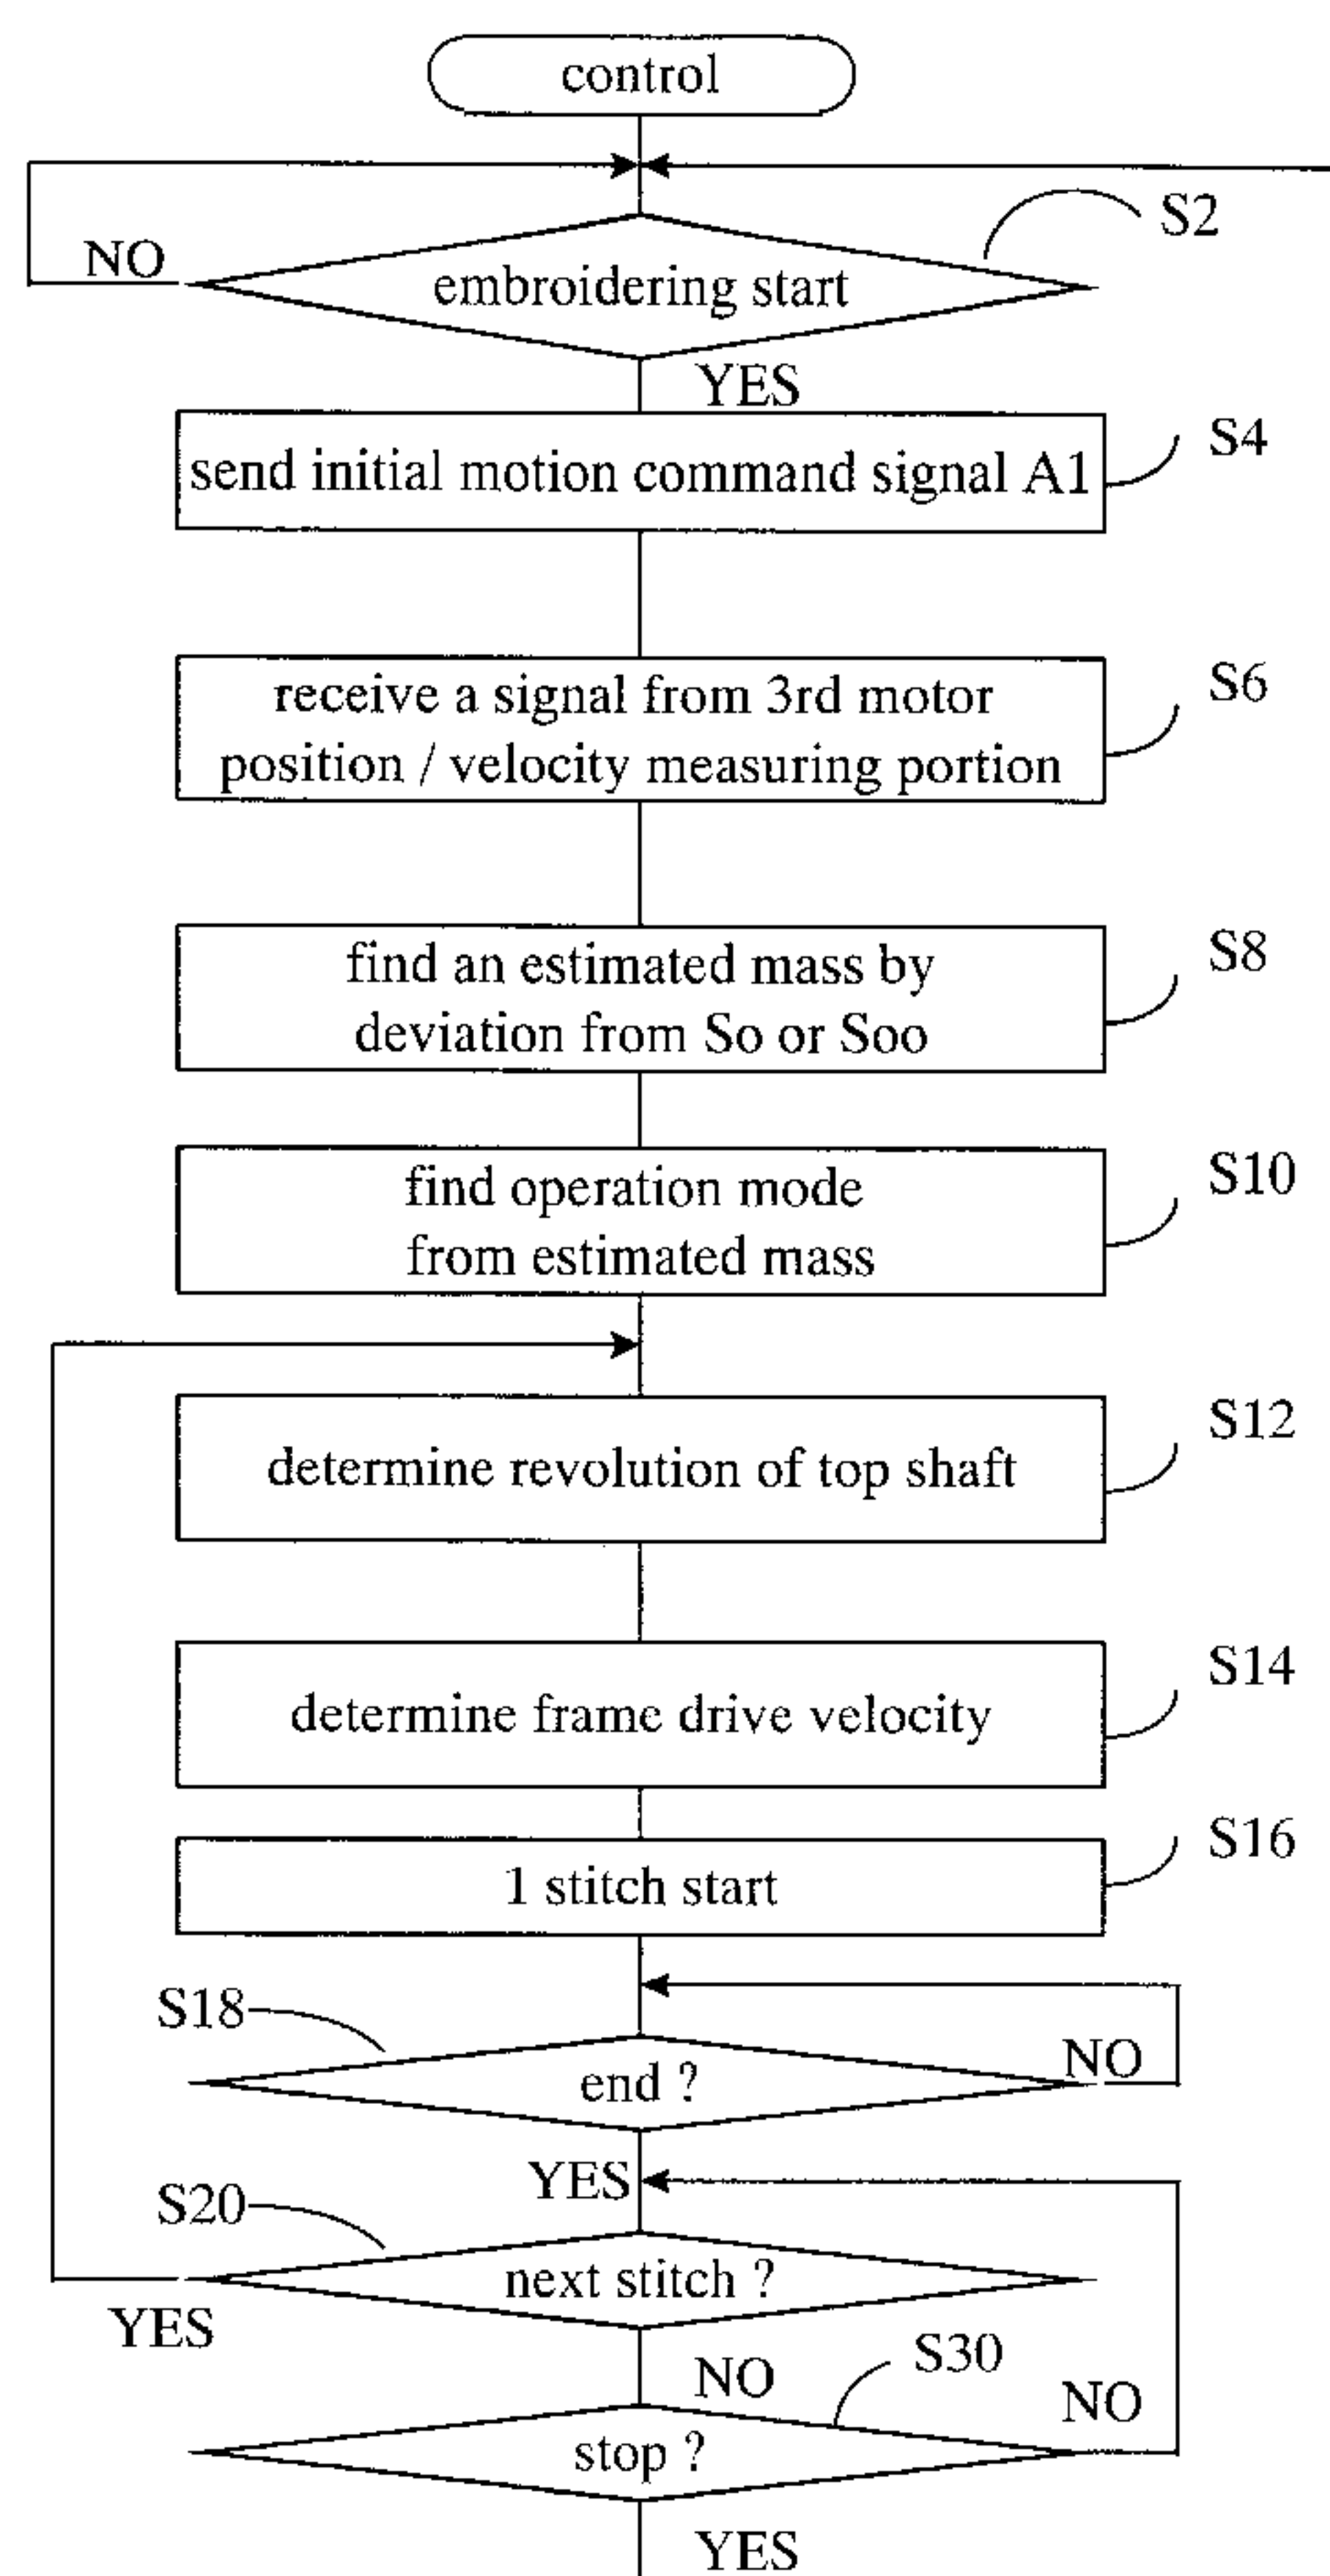 control
S2
NO
embroidering start
YES
S4
send initial motion command signal A1
S6
receive a signal from 3rd motor
position / velocity measuring portion
S8
find an estimated mass by
deviation from So or Soo
S10
find operation mode
from estimated mass
S12
determine revolution of top shaft
S14
determine frame drive velocity
S16
1 stitch start
S18
NO
end ?
YES
S20
next stitch ?
YES
NO
S30
NO
stop ?
YES